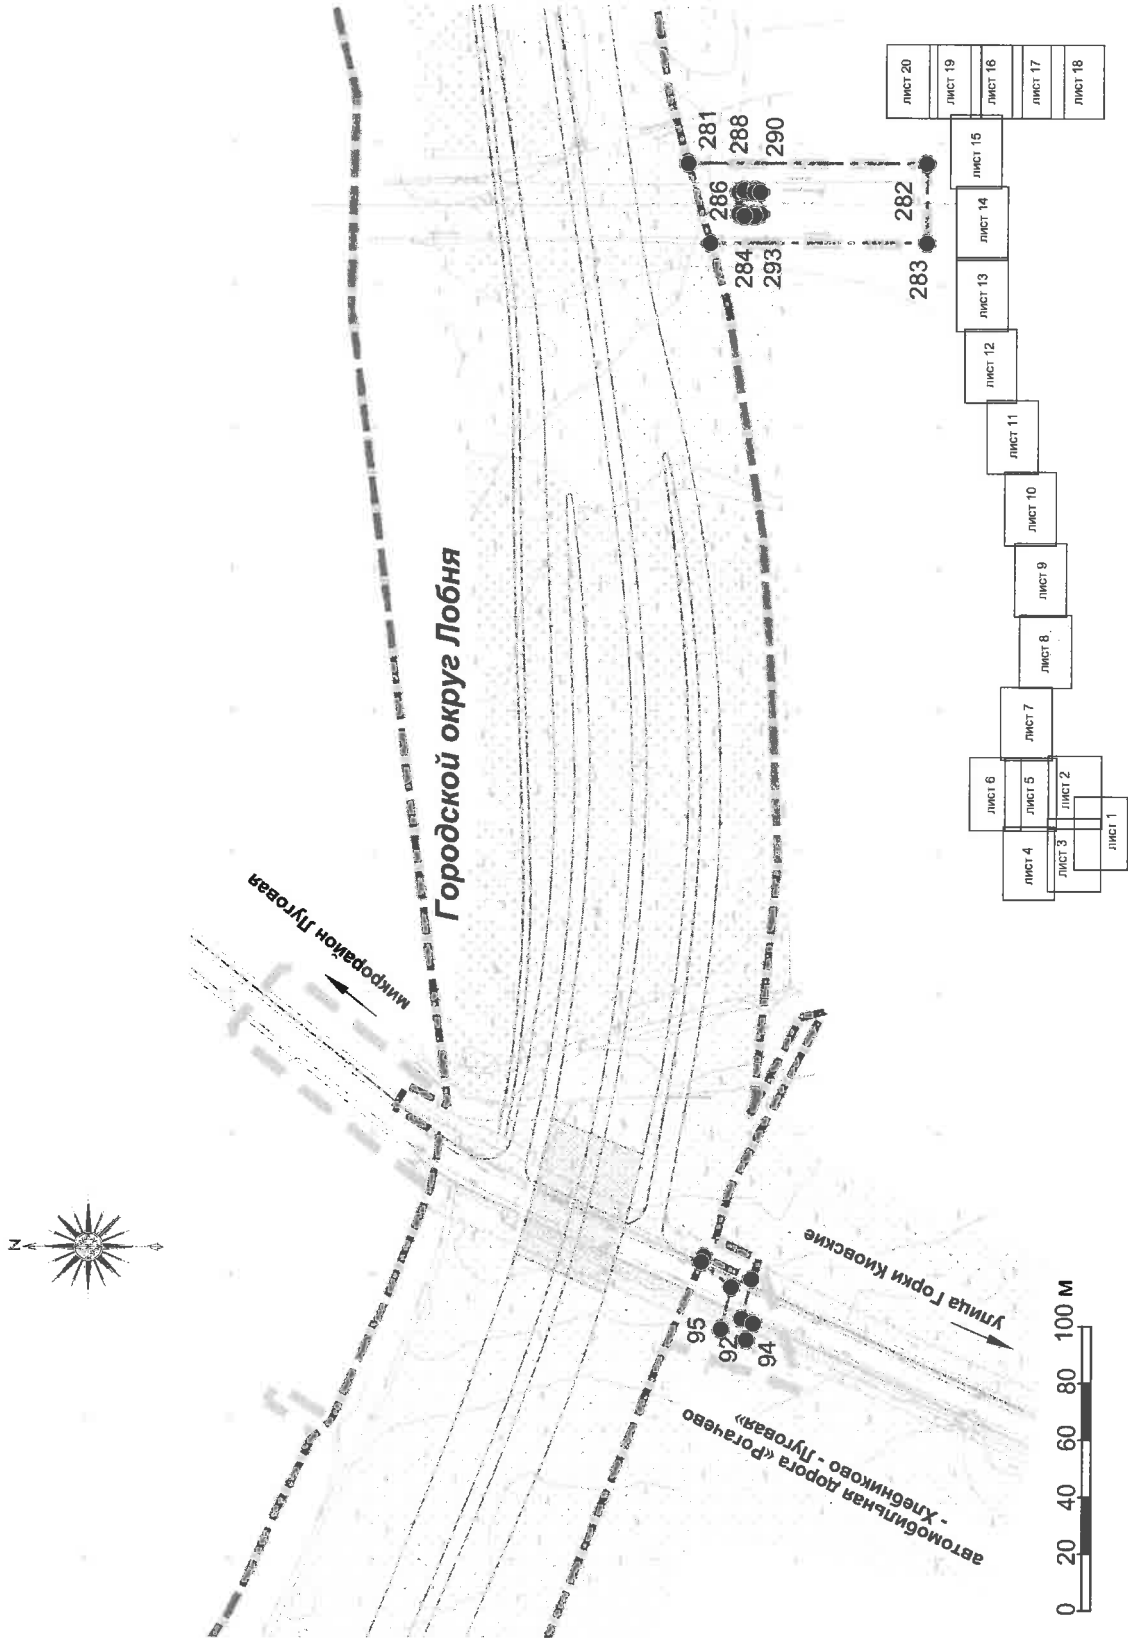 N
микрорайон Луговая
Городской округ Лобня
281
288
290
286
284
293
282
283
95
92
94
улица Горки Киовские
автомобильная дорога «Рогачево
- Хлебниково - Луговая»
0 20 40 60 80 100 м
лист 1
лист 2
лист 3
лист 4
лист 5
лист 6
лист 7
лист 8
лист 9
лист 10
лист 11
лист 12
лист 13
лист 14
лист 15
лист 16
лист 17
лист 18
лист 19
лист 20